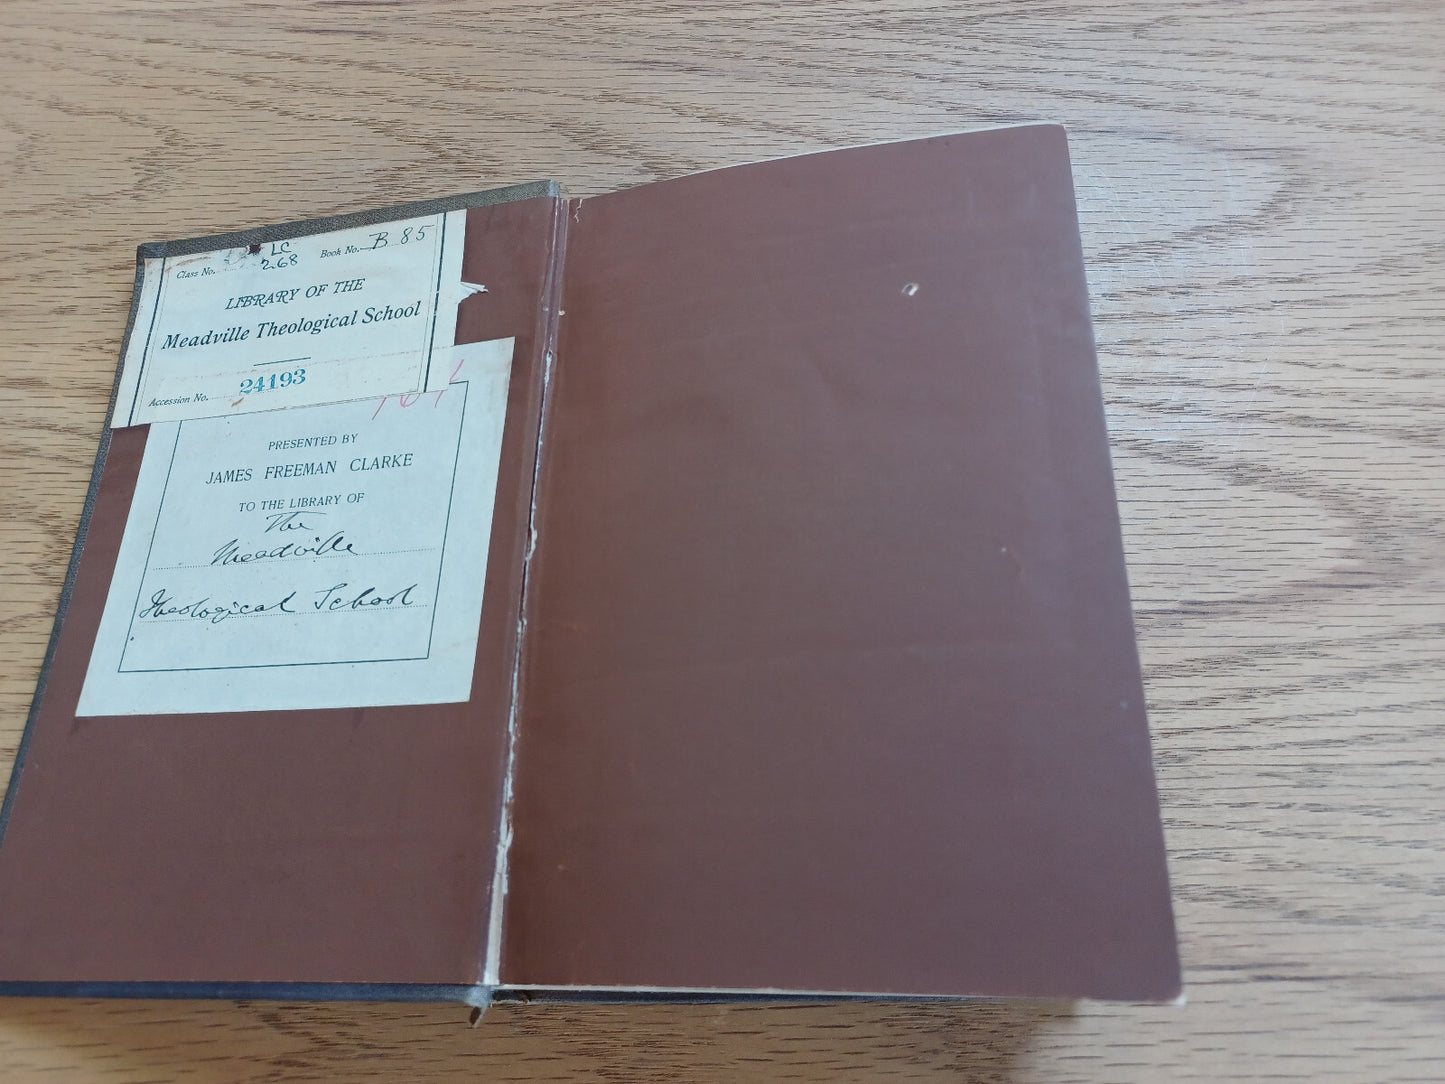 LC
Class No. 268 Book No. B 85
LIBRARY OF THE
Meadville Theological School
Accession No. 24193
PRESENTED BY
JAMES FREEMAN CLARKE
TO THE LIBRARY OF
The
Meadville
Theological School